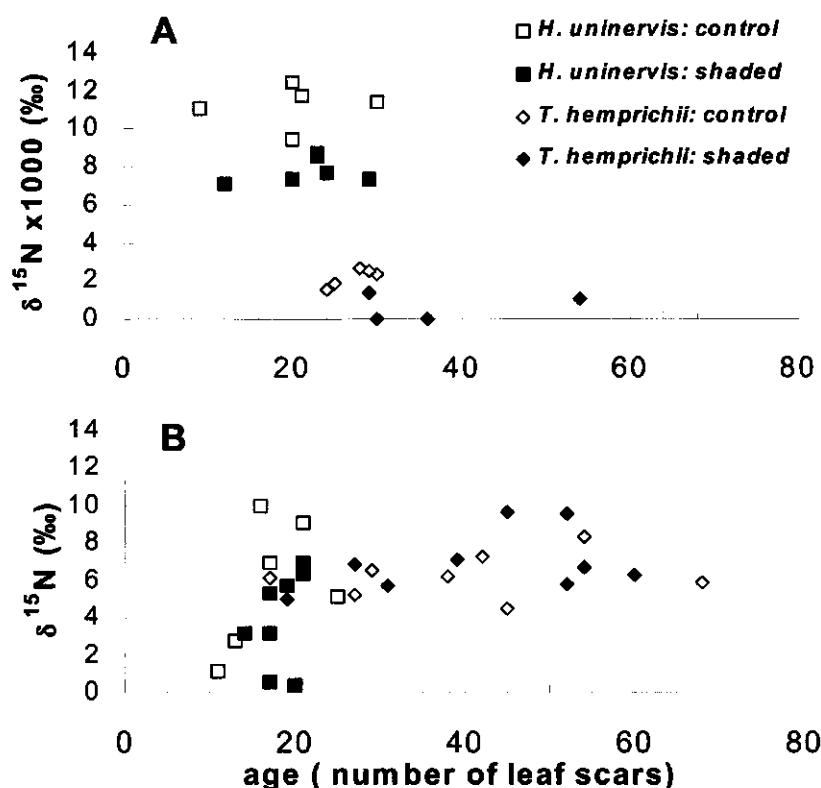 A
□ H. uninervis: control
■ H. uninervis: shaded
◇ T. hemprichii: control
◆ T. hemprichii: shaded
δ ¹⁵N x1000 (‰)
14
12
10
8
6
4
2
0
0 20 40 60 80
B
δ ¹⁵N (‰)
14
12
10
8
6
4
2
0
0 20 40 60 80
age ( number of leaf scars)